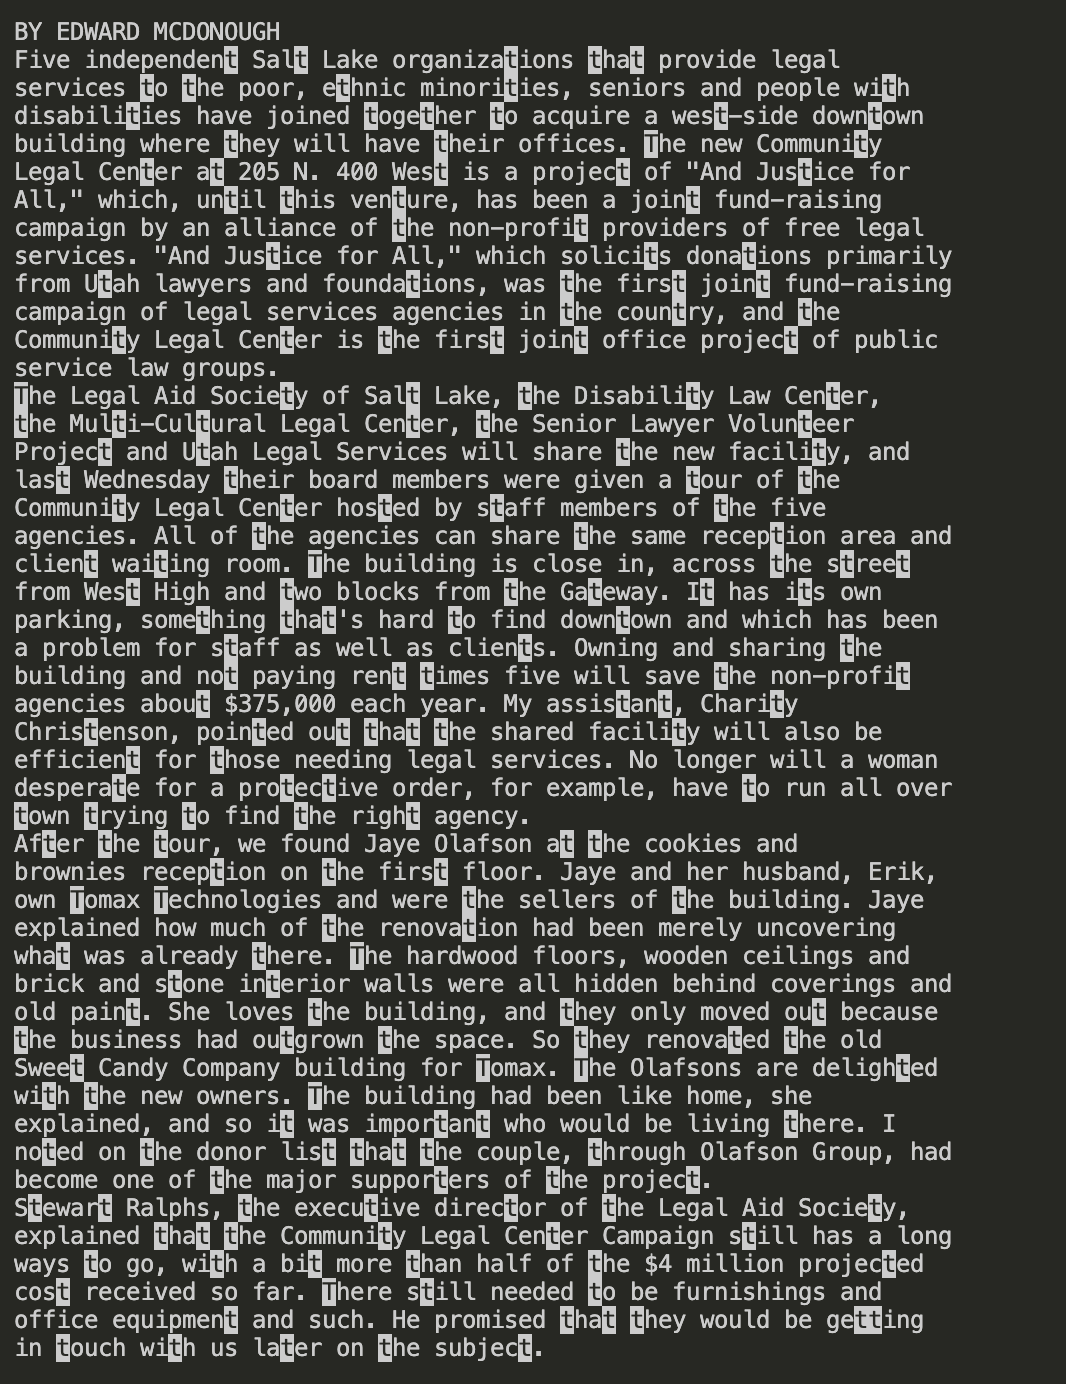 BY EDWARD MCDONOUGH
Five independent Salt Lake organizations that provide legal
services to the poor, ethnic minorities, seniors and people with
disabilities have joined together to acquire a west-side downtown
building where they will have their offices. The new Community
Legal Center at 205 N. 400 West is a project of "And Justice for
All," which, until this venture, has been a joint fund-raising
campaign by an alliance of the non-profit providers of free legal
services. "And Justice for All," which solicits donations primarily
from Utah lawyers and foundations, was the first joint fund-raising
campaign of legal services agencies in the country, and the
Community Legal Center is the first joint office project of public
service law groups.
The Legal Aid Society of Salt Lake, the Disability Law Center,
the Multi-Cultural Legal Center, the Senior Lawyer Volunteer
Project and Utah Legal Services will share the new facility, and
last Wednesday their board members were given a tour of the
Community Legal Center hosted by staff members of the five
agencies. All of the agencies can share the same reception area and
client waiting room. The building is close in, across the street
from West High and two blocks from the Gateway. It has its own
parking, something that's hard to find downtown and which has been
a problem for staff as well as clients. Owning and sharing the
building and not paying rent times five will save the non-profit
agencies about $375,000 each year. My assistant, Charity
Christenson, pointed out that the shared facility will also be
efficient for those needing legal services. No longer will a woman
desperate for a protective order, for example, have to run all over
town trying to find the right agency.
After the tour, we found Jaye Olafson at the cookies and
brownies reception on the first floor. Jaye and her husband, Erik,
own Tomax Technologies and were the sellers of the building. Jaye
explained how much of the renovation had been merely uncovering
what was already there. The hardwood floors, wooden ceilings and
brick and stone interior walls were all hidden behind coverings and
old paint. She loves the building, and they only moved out because
the business had outgrown the space. So they renovated the old
Sweet Candy Company building for Tomax. The Olafsons are delighted
with the new owners. The building had been like home, she
explained, and so it was important who would be living there. I
noted on the donor list that the couple, through Olafson Group, had
become one of the major supporters of the project.
Stewart Ralphs, the executive director of the Legal Aid Society,
explained that the Community Legal Center Campaign still has a long
ways to go, with a bit more than half of the $4 million projected
cost received so far. There still needed to be furnishings and
office equipment and such. He promised that they would be getting
in touch with us later on the subject.